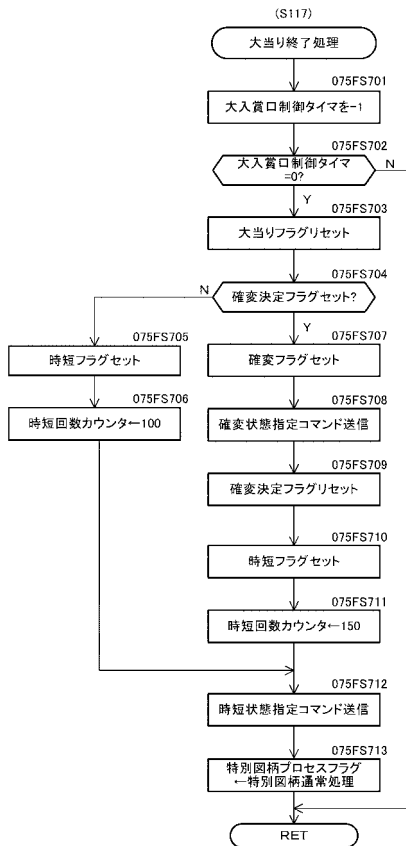 (S117)
大当り終了処理
075FS701
大入賞口制御タイマを-1
075FS702
大入賞口制御タイマ
=0?
N
Y
075FS703
大当りフラグリセット
075FS704
確変決定フラグセット?
N
Y
075FS705
時短フラグセット
075FS706
時短回数カウンタ←100
075FS707
確変フラグセット
075FS708
確変状態指定コマンド送信
075FS709
確変決定フラグリセット
075FS710
時短フラグセット
075FS711
時短回数カウンタ←150
075FS712
時短状態指定コマンド送信
075FS713
特別図柄プロセスフラグ
←特別図柄通常処理
RET